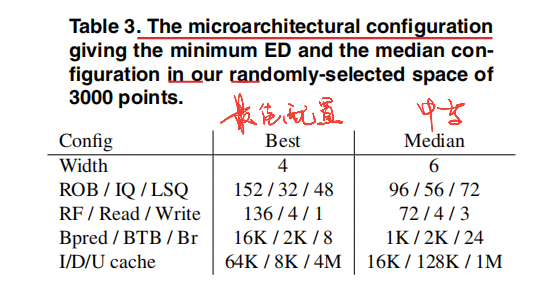 Table 3. The microarchitectural configuration
giving the minimum ED and the median con-
figuration in our randomly-selected space of
3000 points.
最佳配置 中等
Config Best Median
Width 4 6
ROB / IQ / LSQ 152 / 32 / 48 96 / 56 / 72
RF / Read / Write 136 / 4 / 1 72 / 4 / 3
Bpred / BTB / Br 16K / 2K / 8 1K / 2K / 24
I/D/U cache 64K / 8K / 4M 16K / 128K / 1M